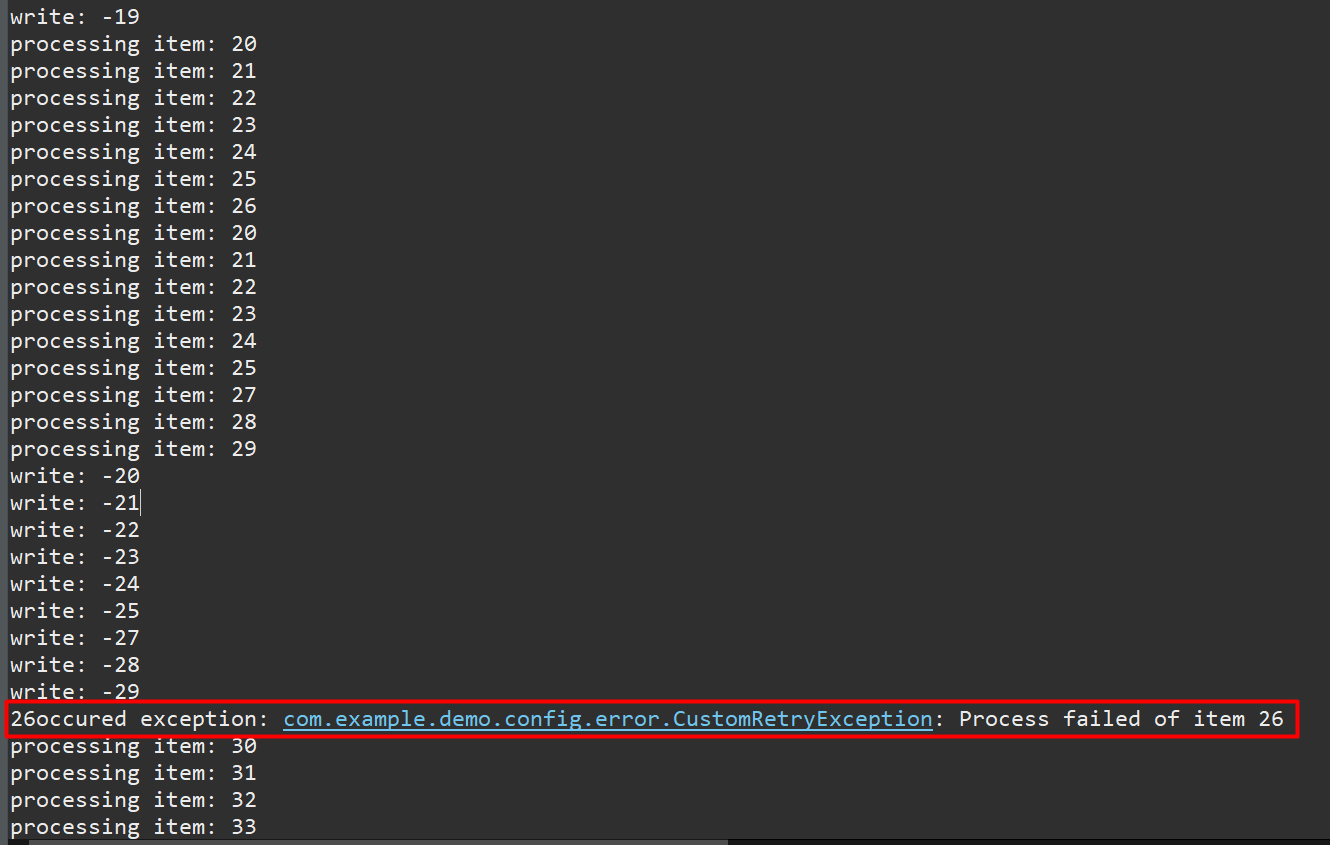 write: -19
processing item: 20
processing item: 21
processing item: 22
processing item: 23
processing item: 24
processing item: 25
processing item: 26
processing item: 20
processing item: 21
processing item: 22
processing item: 23
processing item: 24
processing item: 25
processing item: 27
processing item: 28
processing item: 29
write: -20
write: -21
write: -22
write: -23
write: -24
write: -25
write: -27
write: -28
write: -29
26occured exception: com.example.demo.config.error.CustomRetryException: Process failed of item 26
processing item: 30
processing item: 31
processing item: 32
processing item: 33